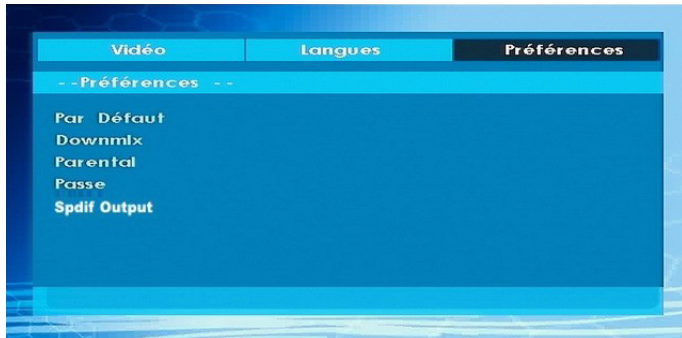 Vidéo
Langues
Préférences
--Préférences --
Par Défaut
Downmix
Parental
Passe
Spdif Output